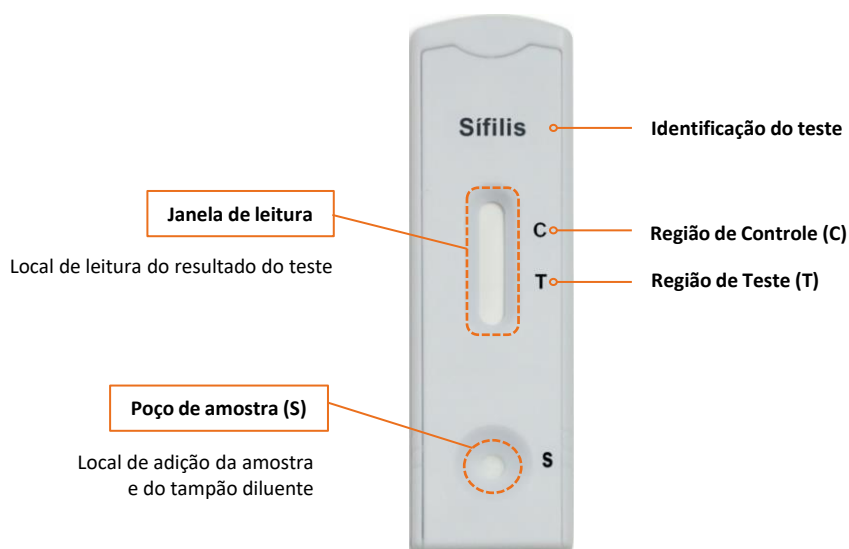 Sífilis
Identificação do teste
Janela de leitura
Local de leitura do resultado do teste
C
Região de Controle (C)
T
Região de Teste (T)
Poço de amostra (S)
Local de adição da amostra
e do tampão diluente
S